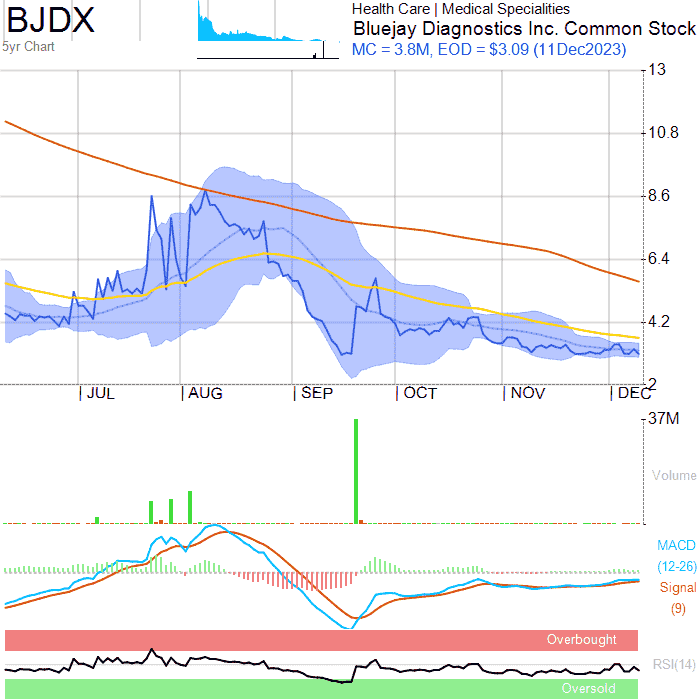 BJDX
5yr Chart
Health Care | Medical Specialities
Bluejay Diagnostics Inc. Common Stock
MC = 3.8M, EOD = $3.09 (11Dec2023)
13
10.8
8.6
6.4
4.2
2
JUL AUG SEP OCT NOV DEC
37M
Volume
MACD
(12-26)
Signal
(9)
Overbought
RSI(14)
Oversold